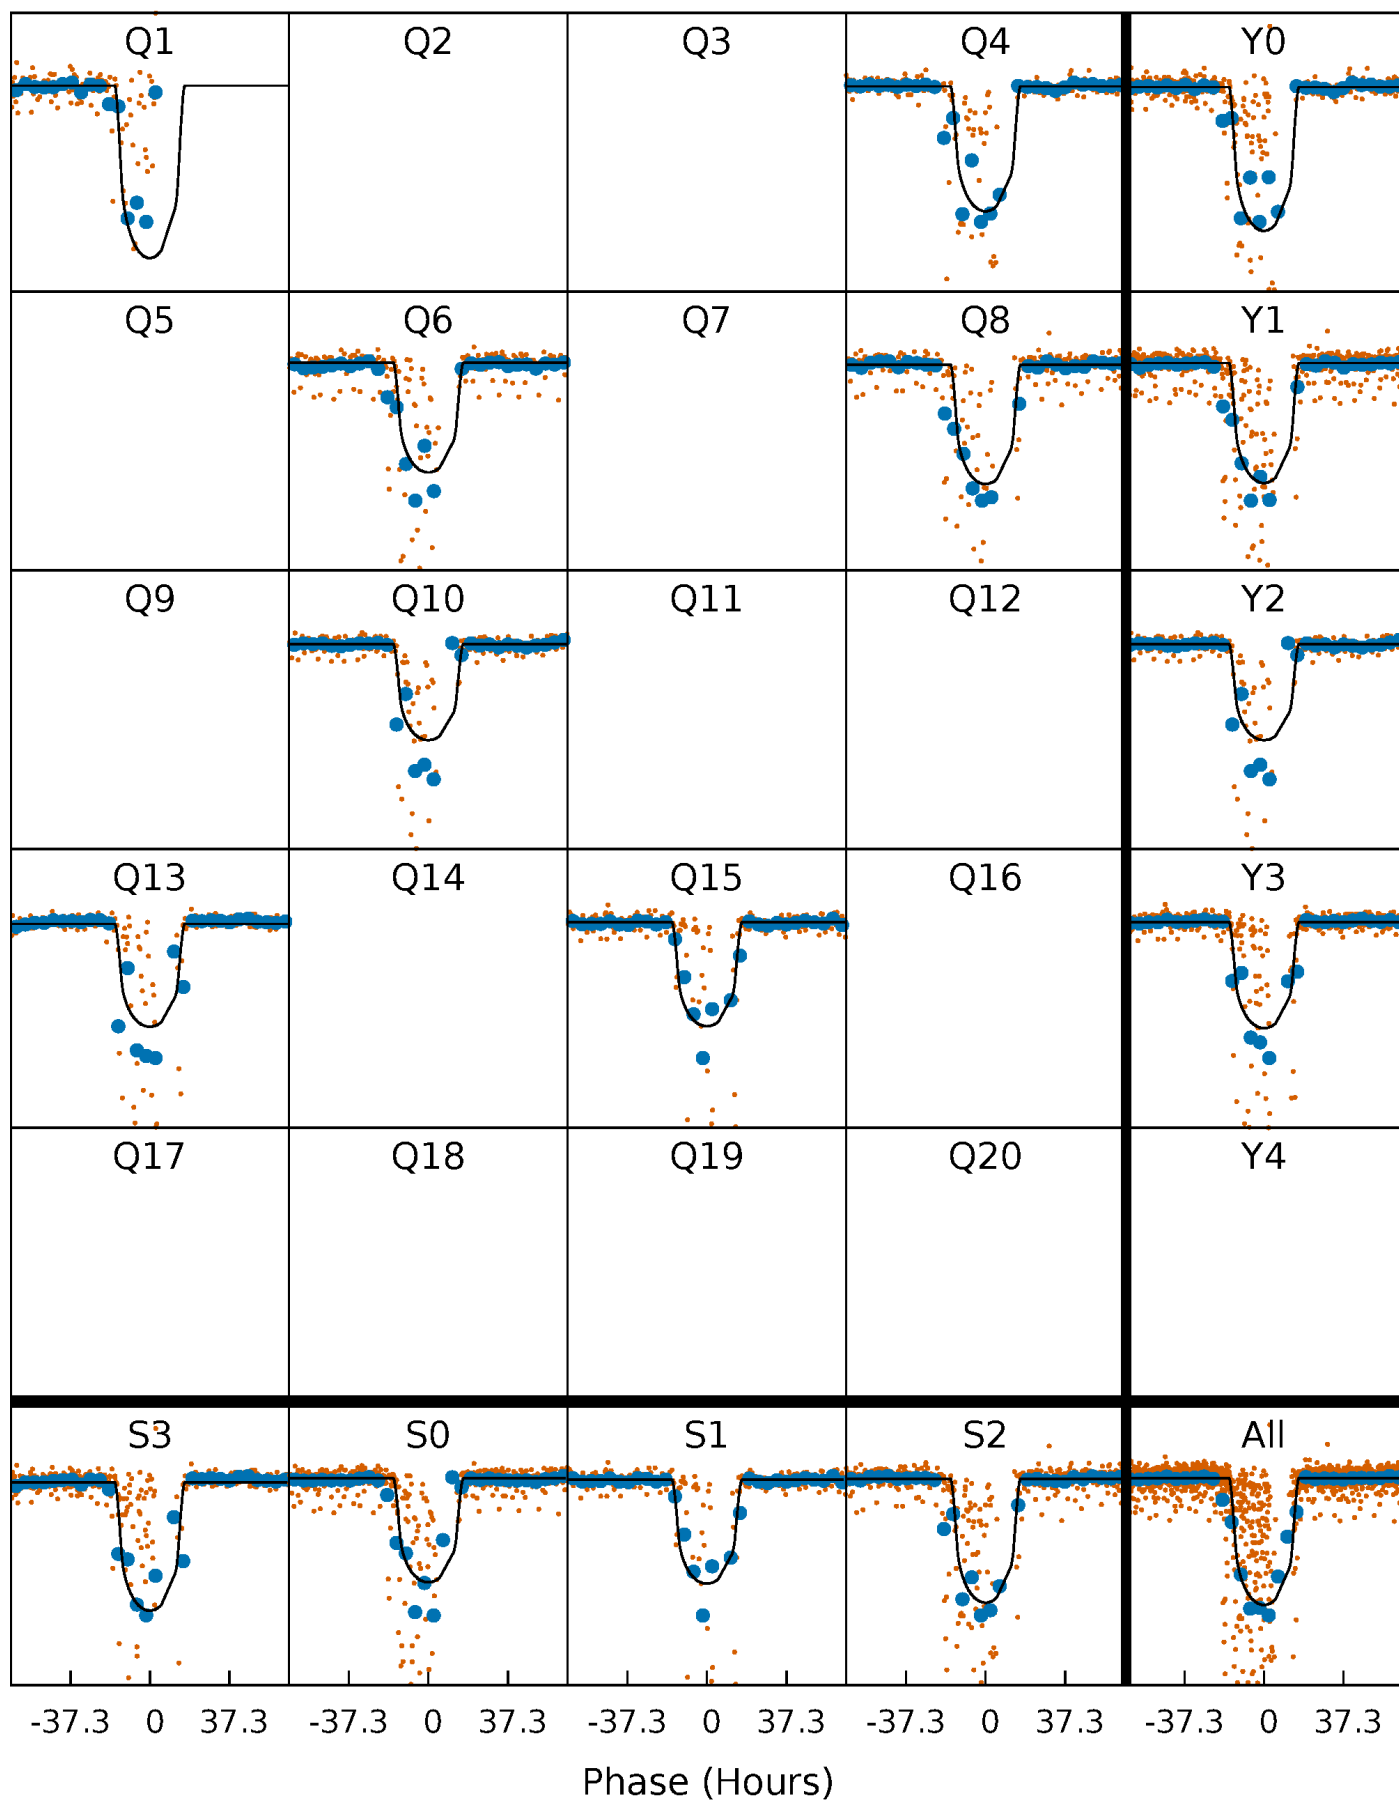 Q1 Q2 Q3 Q4 Y0
Q5 Q6 Q7 Q8 Y1
Q9 Q10 Q11 Q12 Y2
Q13 Q14 Q15 Q16 Y3
Q17 Q18 Q19 Q20 Y4
S3 S0 S1 S2 All
-37.3 0 37.3 -37.3 0 37.3 -37.3 0 37.3 -37.3 0 37.3 -37.3 0 37.3
Phase (Hours)